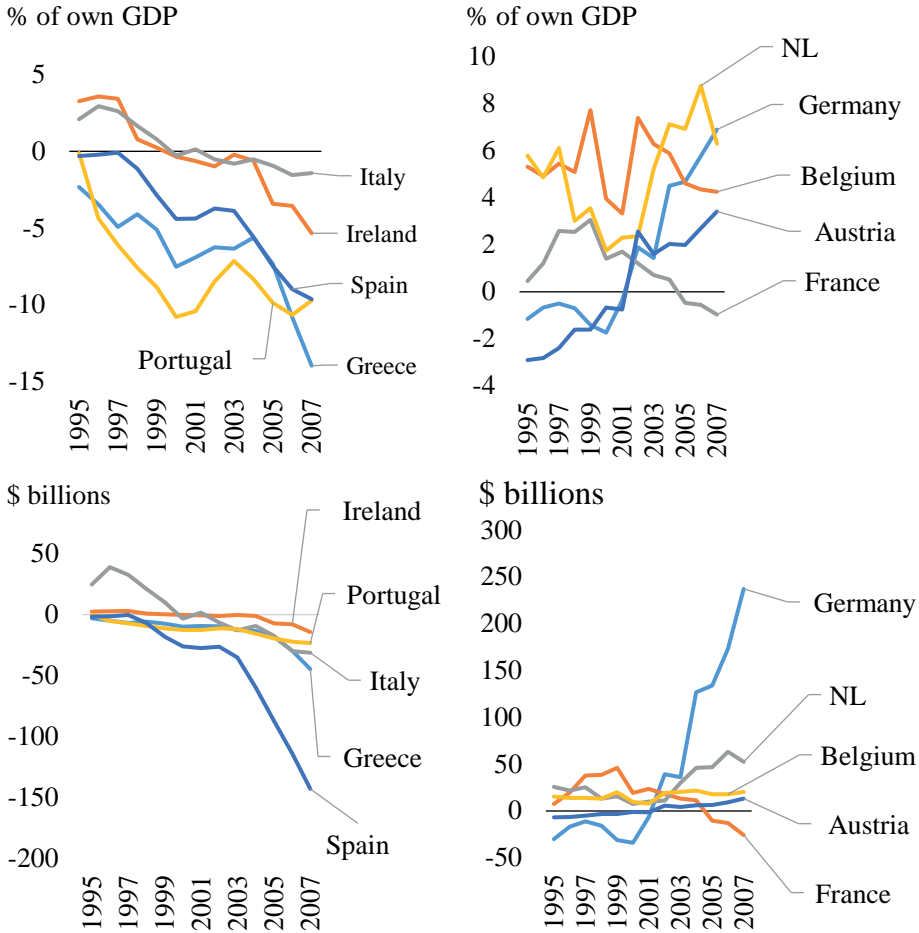 % of own GDP
5
0
-5
-10
-15
Italy
Ireland
Spain
Portugal
Greece
1995
1997
1999
2001
2003
2005
2007
% of own GDP
10
8
6
4
2
0
-2
-4
NL
Germany
Belgium
Austria
France
1995
1997
1999
2001
2003
2005
2007
$ billions
50
0
-50
-100
-150
-200
Ireland
Portugal
Italy
Greece
Spain
1995
1997
1999
2001
2003
2005
2007
$ billions
300
250
200
150
100
50
0
-50
Germany
NL
Belgium
Austria
France
1995
1997
1999
2001
2003
2005
2007